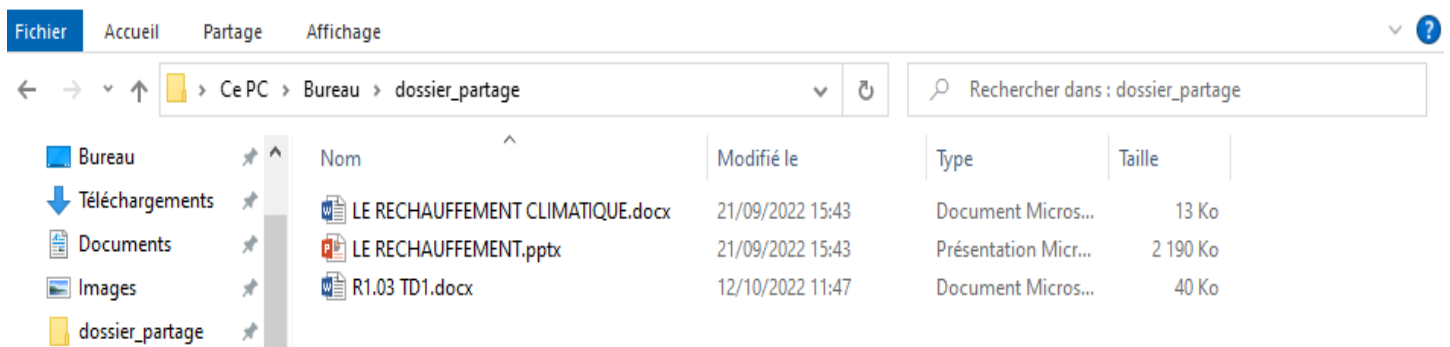 Fichier Accueil Partage Affichage
Ce PC > Bureau > dossier_partage Rechercher dans : dossier_partage
Bureau Nom Modifié le Type Taille
Téléchargements LE RECHAUFFEMENT CLIMATIQUE.docx 21/09/2022 15:43 Document Micros... 13 Ko
Documents LE RECHAUFFEMENT.pptx 21/09/2022 15:43 Présentation Micr... 2 190 Ko
Images R1.03 TD1.docx 12/10/2022 11:47 Document Micros... 40 Ko
dossier_partage